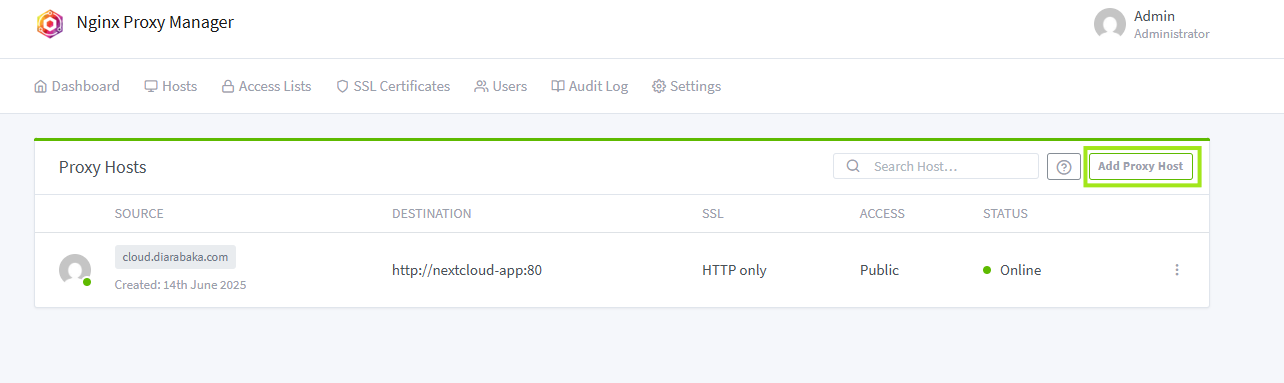 Nginx Proxy Manager
Admin
Administrator
Dashboard Hosts Access Lists SSL Certificates Users Audit Log Settings
Proxy Hosts Search Host... Add Proxy Host
SOURCE DESTINATION SSL ACCESS STATUS
cloud.diarabaka.com
http://nextcloud-app:80 HTTP only Public Online
Created: 14th June 2025